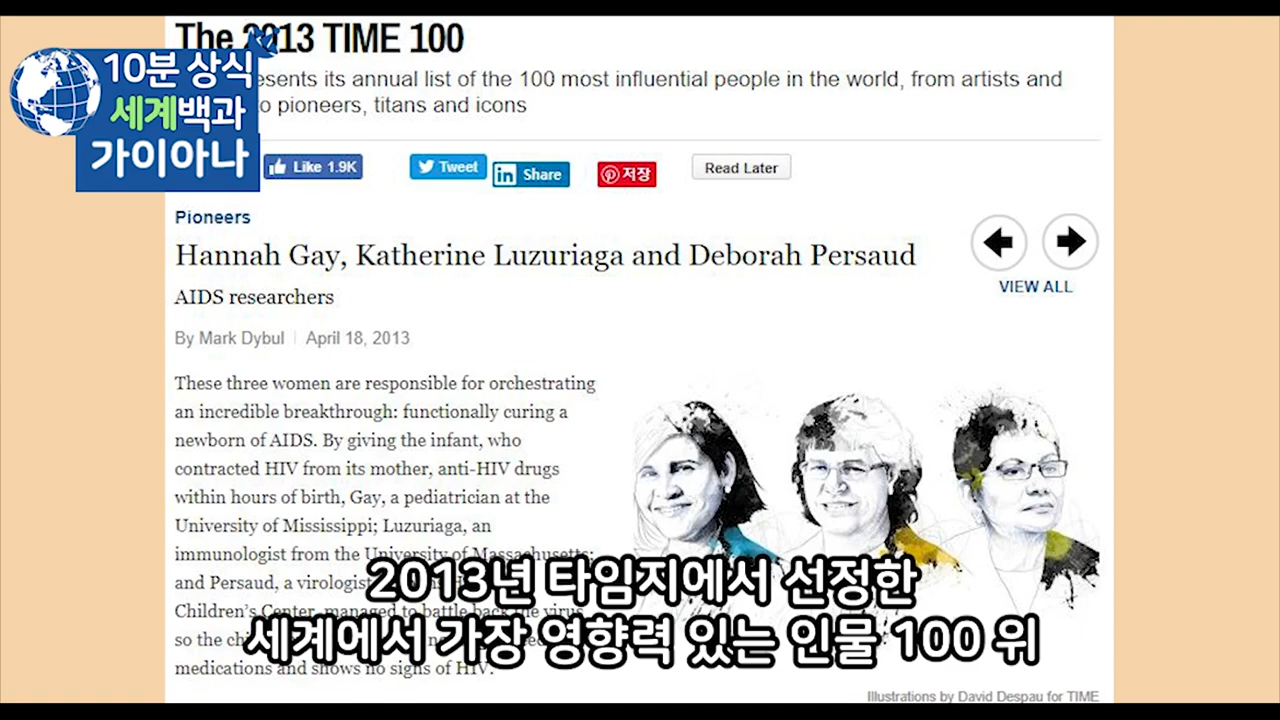 The 2013 TIME 100
10분 상식
세계백과
가이아나
esents its annual list of the 100 most influential people in the world, from artists and
o pioneers, titans and icons
Like 1.9K
Tweet
in Share
저장
Read Later
Pioneers
Hannah Gay, Katherine Luzuriaga and Deborah Persaud
VIEW ALL
AIDS researchers
By Mark Dybul | April 18, 2013
These three women are responsible for orchestrating
an incredible breakthrough: functionally curing a
newborn of AIDS. By giving the infant, who
contracted HIV from its mother, anti-HIV drugs
within hours of birth, Gay, a pediatrician at the
University of Mississippi; Luzuriaga, an
immunologist from the University of Massachusetts;
and Persaud, a virologist
Children's Center, managed to battle back the virus
so the
medications and shows no signs of HIV.
2013년 타임지에서 선정한
세계에서 가장 영향력 있는 인물 100 위
Illustrations by David Despau for TIME